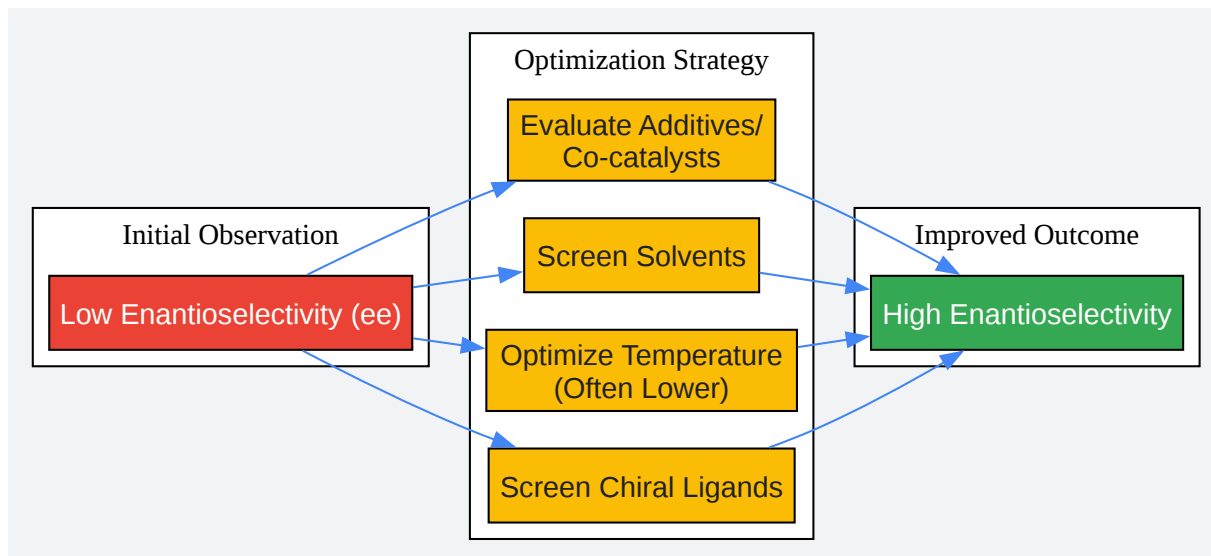 Initial Observation
Low Enantioselectivity (ee)
Optimization Strategy
Evaluate Additives/
Co-catalysts
Screen Solvents
Optimize Temperature
(Often Lower)
Screen Chiral Ligands
Improved Outcome
High Enantioselectivity